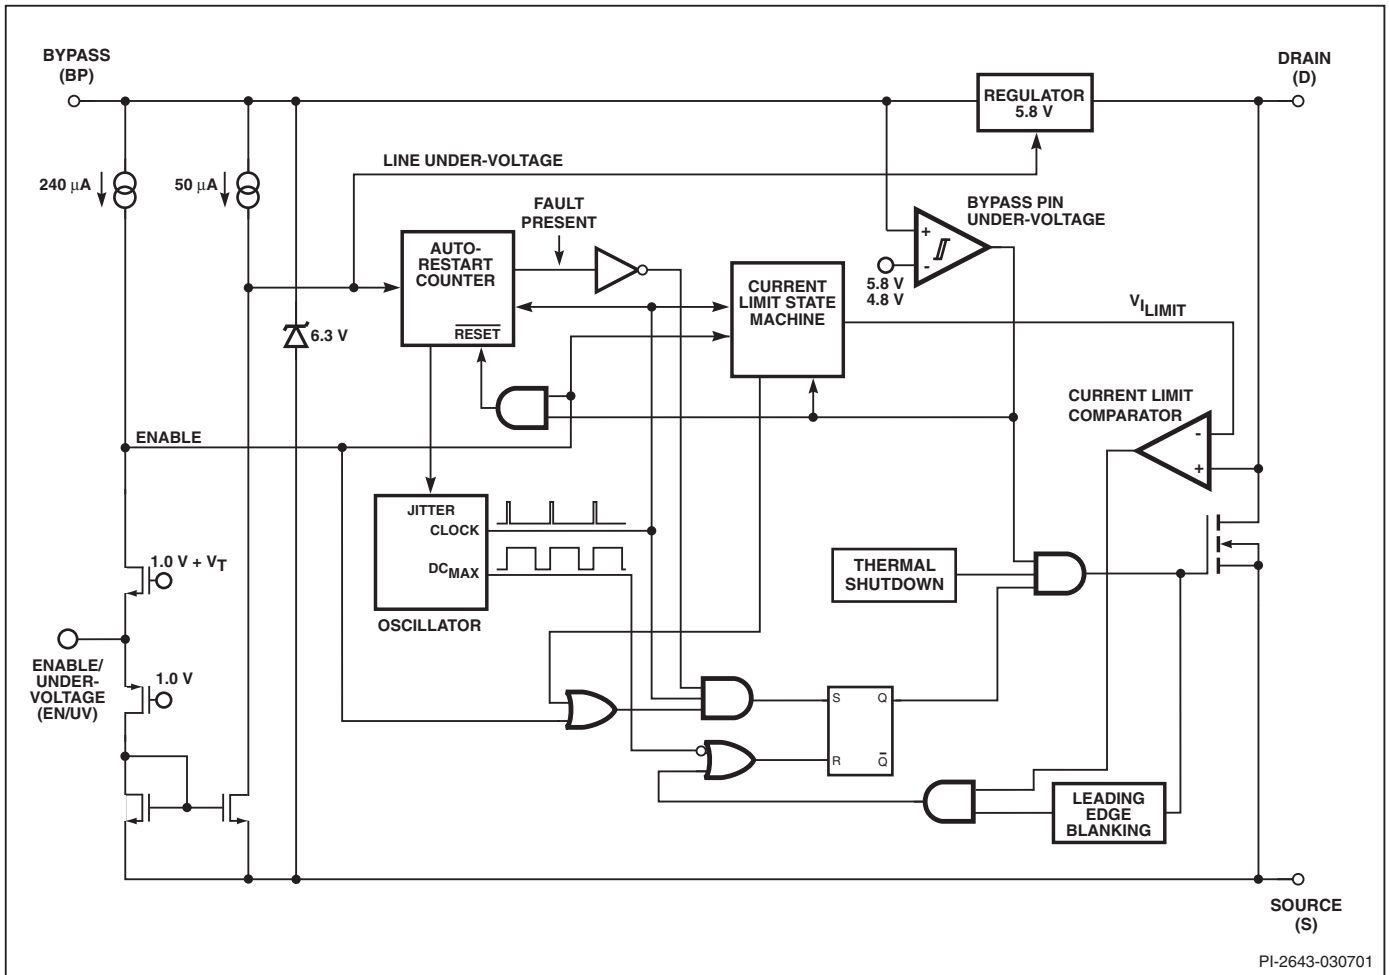 BYPASS
(BP)
DRAIN
(D)
REGULATOR
5.8 V
LINE UNDER-VOLTAGE
240 µA
50 µA
FAULT
PRESENT
BYPASS PIN
UNDER-VOLTAGE
+
-
5.8 V
4.8 V
AUTO-
RESTART
COUNTER
RESET
CURRENT
LIMIT STATE
MACHINE
VILIMIT
6.3 V
CURRENT LIMIT
COMPARATOR
-
+
ENABLE
JITTER
CLOCK
DCMAX
OSCILLATOR
1.0 V + VT
THERMAL
SHUTDOWN
ENABLE/
UNDER-
VOLTAGE
(EN/UV)
1.0 V
S Q
R Q
LEADING
EDGE
BLANKING
SOURCE
(S)
PI-2643-030701